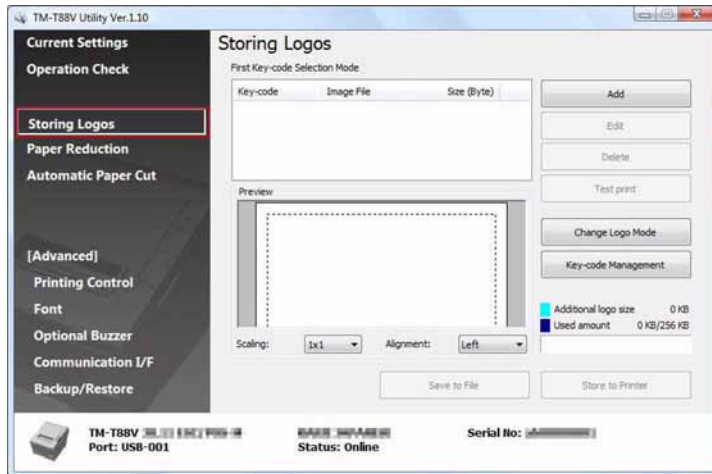 TM-T88V Utility Ver.1.10
Current Settings
Operation Check
Storing Logos
Paper Reduction
Automatic Paper Cut
[Advanced]
Printing Control
Font
Optional Buzzer
Communication I/F
Backup/Restore
Storing Logos
First Key-code Selection Mode
Key-code Image File Size (Byte)
Add
Edit
Delete
Test print
Preview
Change Logo Mode
Key-code Management
Additional logo size 0 KB
Used amount 0 KB/256 KB
Scaling: 1x1 Alignment: Left
Save to File Store to Printer
TM-T88V Serial No:
Port: USB-001 Status: Online